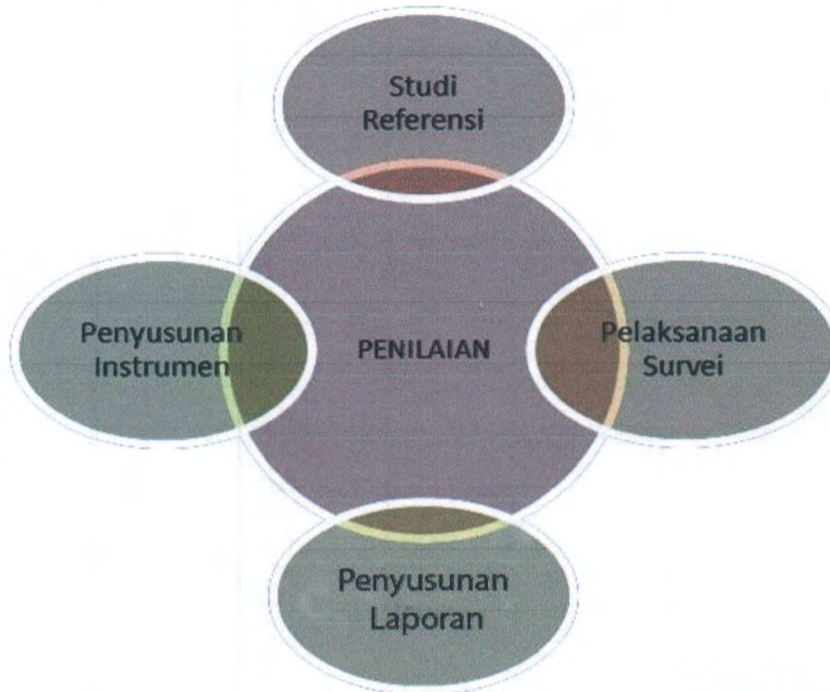 Studi
Referensi
Penyusunan
Instrumen
PENILAIAN
Pelaksanaan
Survei
Penyusunan
Laporan